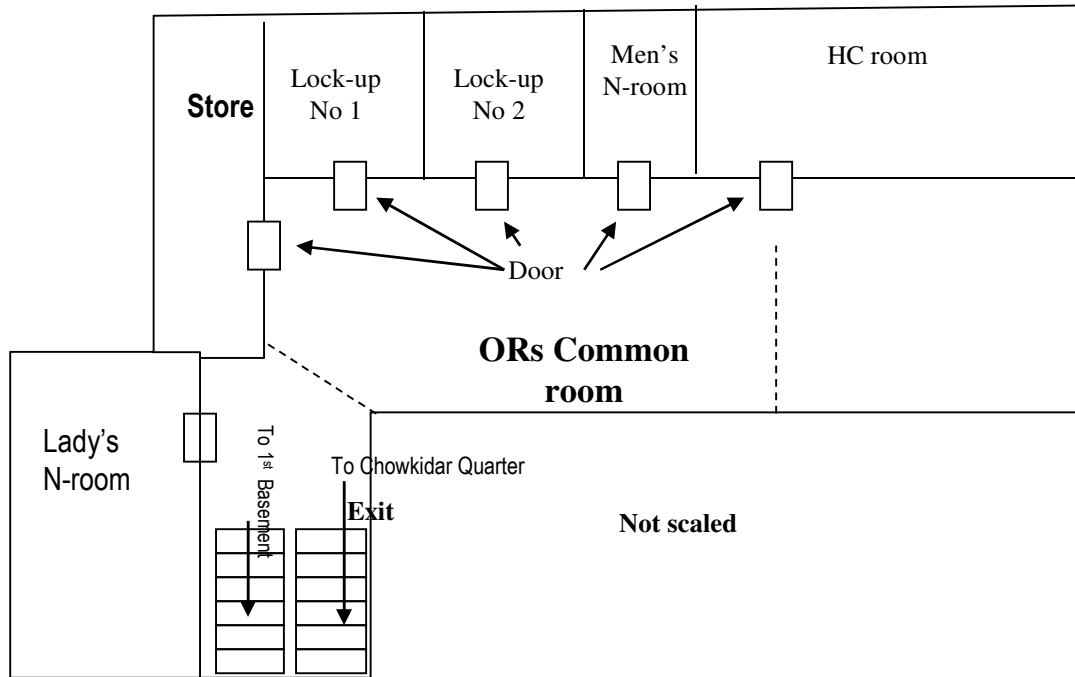 Store
Lock-up
No 1
Lock-up
No 2
Men’s
N-room
HC room
Door
ORs Common
room
Lady’s
N-room
To 1st Basement
To Chowkidar Quarter
Exit
Not scaled